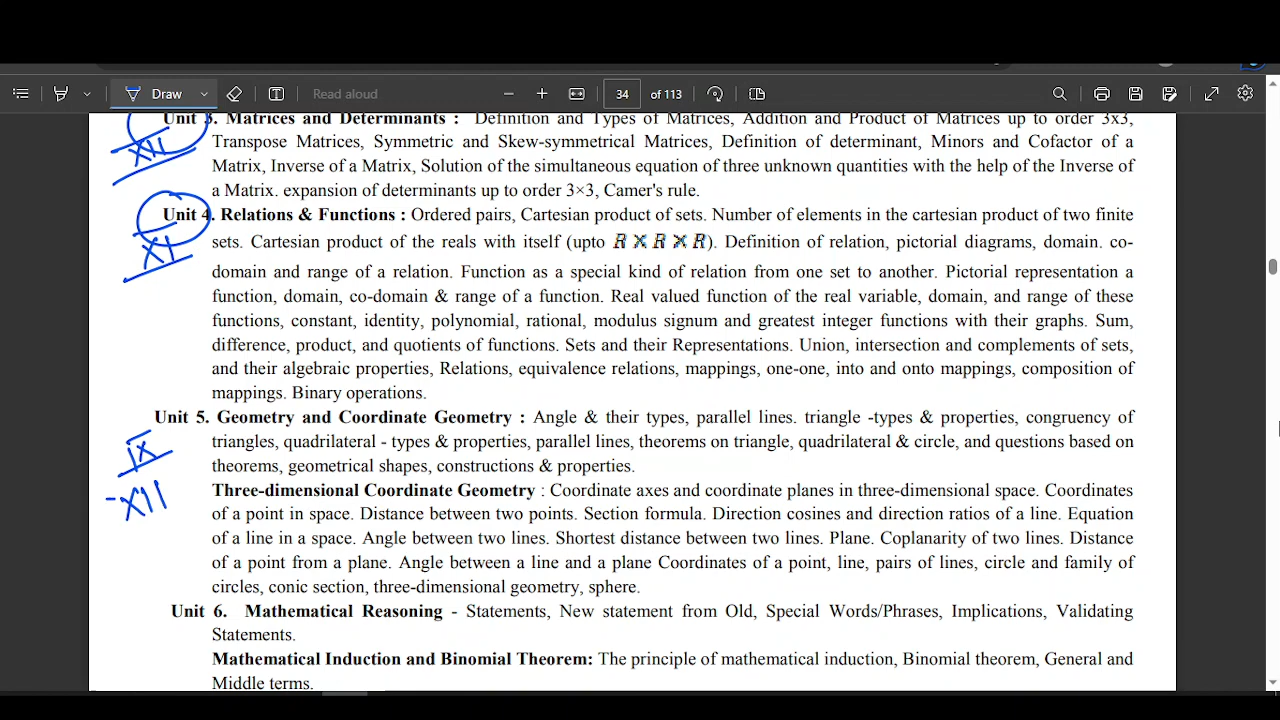 Draw
Read aloud
34 of 113
Unit 3. Matrices and Determinants : Definition and Types of Matrices, Addition and Product of Matrices up to order 3x3,
XII
Transpose Matrices, Symmetric and Skew-symmetrical Matrices, Definition of determinant, Minors and Cofactor of a
Matrix, Inverse of a Matrix, Solution of the simultaneous equation of three unknown quantities with the help of the Inverse of
a Matrix. expansion of determinants up to order 3×3, Camer's rule.
Unit 4. Relations & Functions : Ordered pairs, Cartesian product of sets. Number of elements in the cartesian product of two finite
XI
sets. Cartesian product of the reals with itself (upto R X R X R). Definition of relation, pictorial diagrams, domain. co-
domain and range of a relation. Function as a special kind of relation from one set to another. Pictorial representation a
function, domain, co-domain & range of a function. Real valued function of the real variable, domain, and range of these
functions, constant, identity, polynomial, rational, modulus signum and greatest integer functions with their graphs. Sum,
difference, product, and quotients of functions. Sets and their Representations. Union, intersection and complements of sets,
and their algebraic properties, Relations, equivalence relations, mappings, one-one, into and onto mappings, composition of
mappings. Binary operations.
Unit 5. Geometry and Coordinate Geometry : Angle & their types, parallel lines. triangle -types & properties, congruency of
triangles, quadrilateral - types & properties, parallel lines, theorems on triangle, quadrilateral & circle, and questions based on
IX
theorems, geometrical shapes, constructions & properties.
-XII
Three-dimensional Coordinate Geometry : Coordinate axes and coordinate planes in three-dimensional space. Coordinates
of a point in space. Distance between two points. Section formula. Direction cosines and direction ratios of a line. Equation
of a line in a space. Angle between two lines. Shortest distance between two lines. Plane. Coplanarity of two lines. Distance
of a point from a plane. Angle between a line and a plane Coordinates of a point, line, pairs of lines, circle and family of
circles, conic section, three-dimensional geometry, sphere.
Unit 6. Mathematical Reasoning - Statements, New statement from Old, Special Words/Phrases, Implications, Validating
Statements.
Mathematical Induction and Binomial Theorem: The principle of mathematical induction, Binomial theorem, General and
Middle terms.